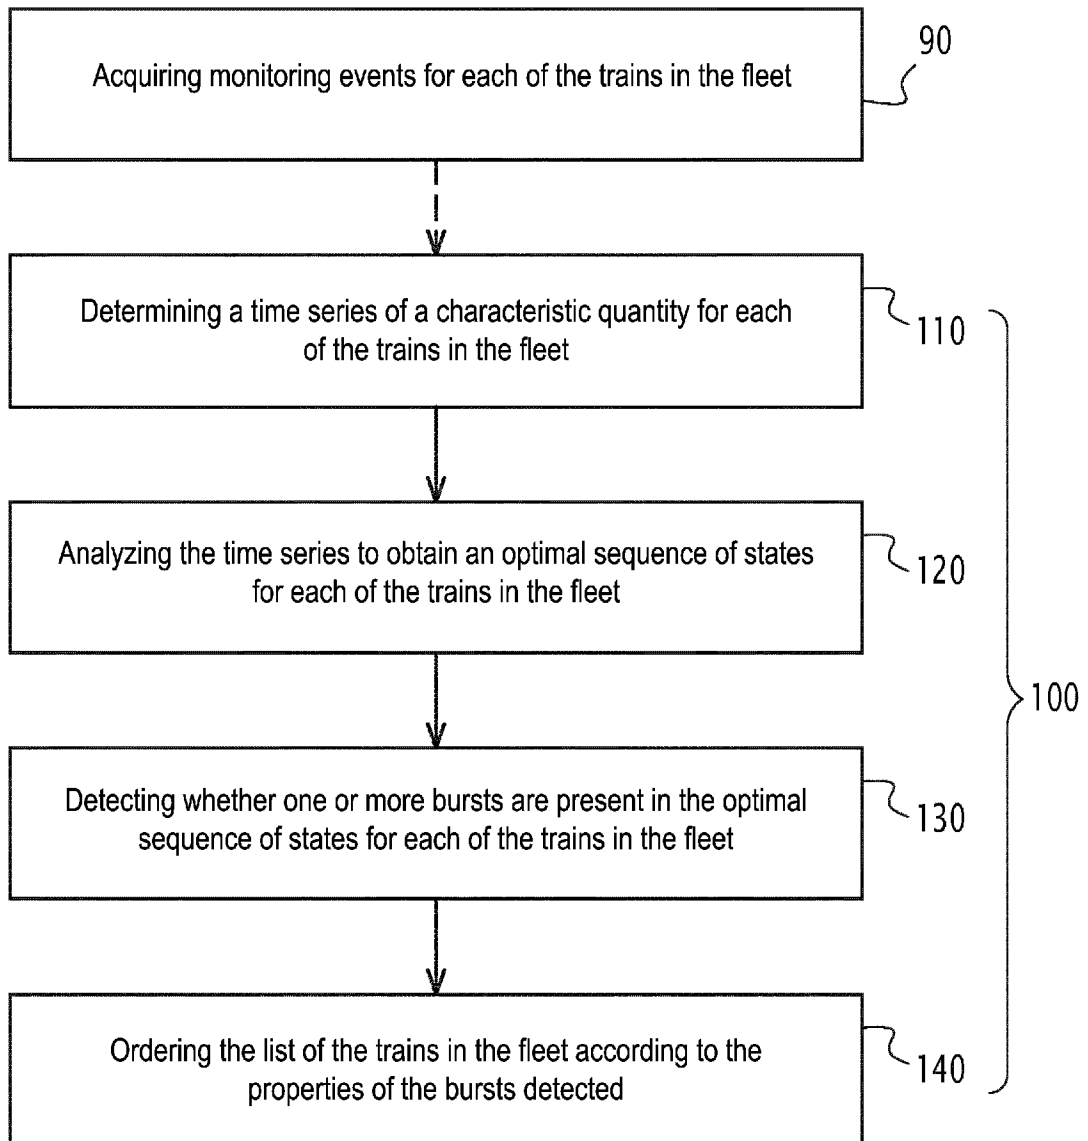 Acquiring monitoring events for each of the trains in the fleet
90
Determining a time series of a characteristic quantity for each
of the trains in the fleet
110
Analyzing the time series to obtain an optimal sequence of states
for each of the trains in the fleet
120
100
Detecting whether one or more bursts are present in the optimal
sequence of states for each of the trains in the fleet
130
Ordering the list of the trains in the fleet according to the
properties of the bursts detected
140